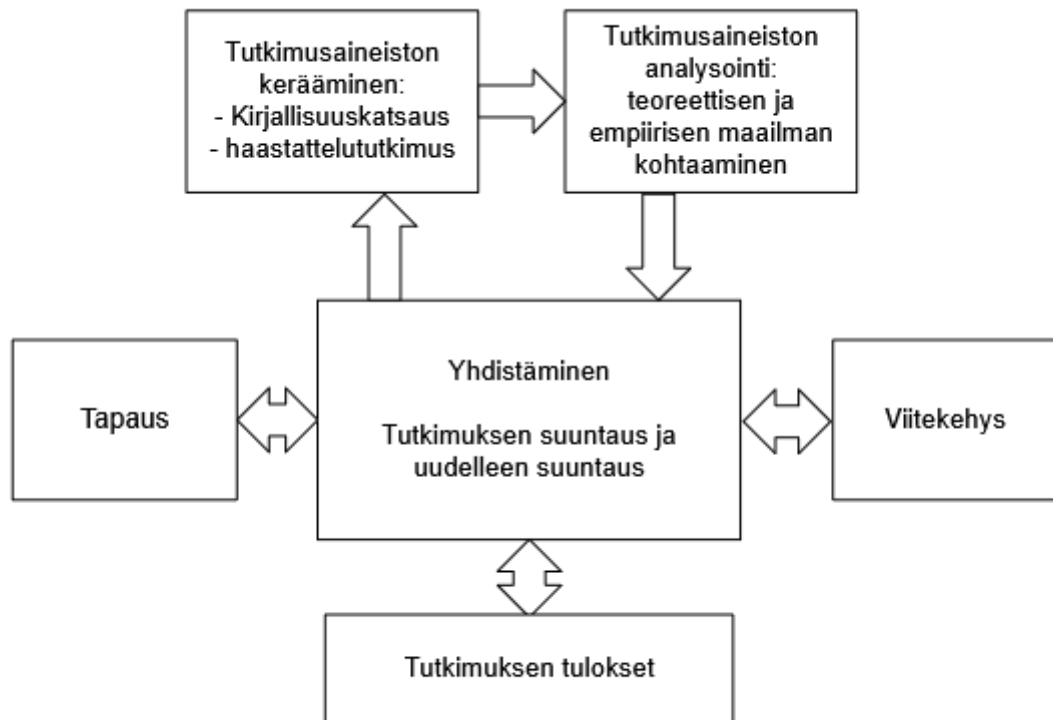 Tutkimusaineiston
kerääminen:
- Kirjallisuuskatsaus
- haastattelututkimus
Tutkimusaineiston
analysointi:
teoreettisen ja
empiirisen maailman
kohtaaminen
Tapaus
Yhdistäminen
Tutkimuksen suuntaus ja
uudelleen suuntaus
Viitekehys
Tutkimuksen tulokset